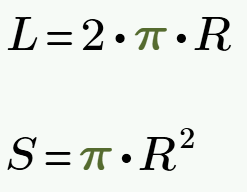 L = 2 · π · R
S = π · R²